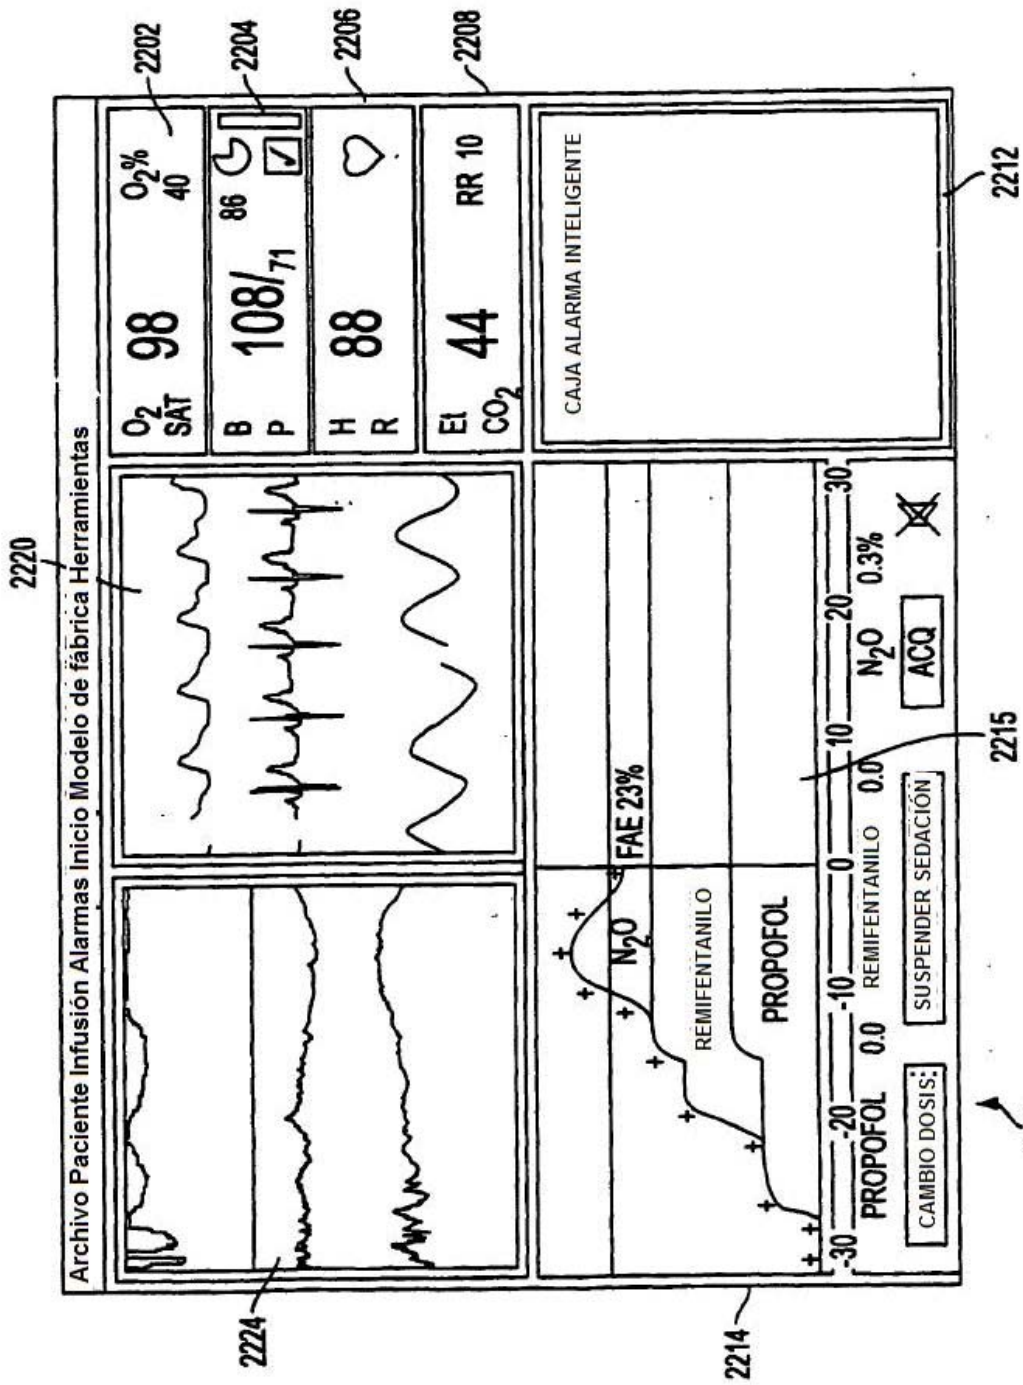 2220
Archivo Paciente Infusión Alarmas Inicio Modelo de fábrica Herramientas
2224
O2 SAT 98 O2% 40
2202
B P 108/71 86
2204
H R 88
2206
Et CO2 44 RR 10
2208
N2O
FAE 23%
REMIFENTANILO
PROPOFOL
-30 -20 -10 0 10 20 30
PROPOFOL 0.0 REMIFENTANILO 0.0 N2O 0.3%
CAMBIO DOSIS:
SUSPENDER SEDACIÓN
ACQ
CAJA ALARMA INTELIGENTE
2214
2215
2212